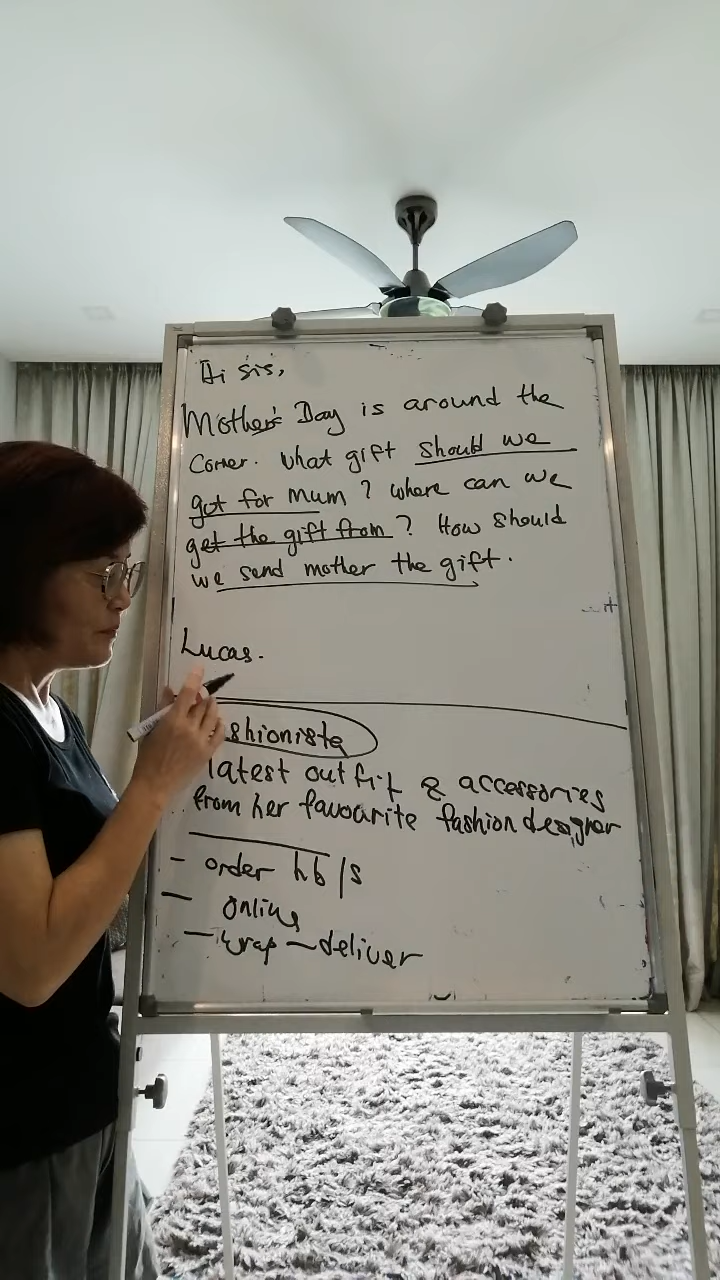 Hi sis,
Mother's Day is around the
corner. What gift should we
got for Mum? Where can we
get the gift from? How should
we send mother the gift.
Lucas.
shionista
latest outfit & accessories
from her favourite fashion designer
- order hb/s
- online
- wrap - deliver